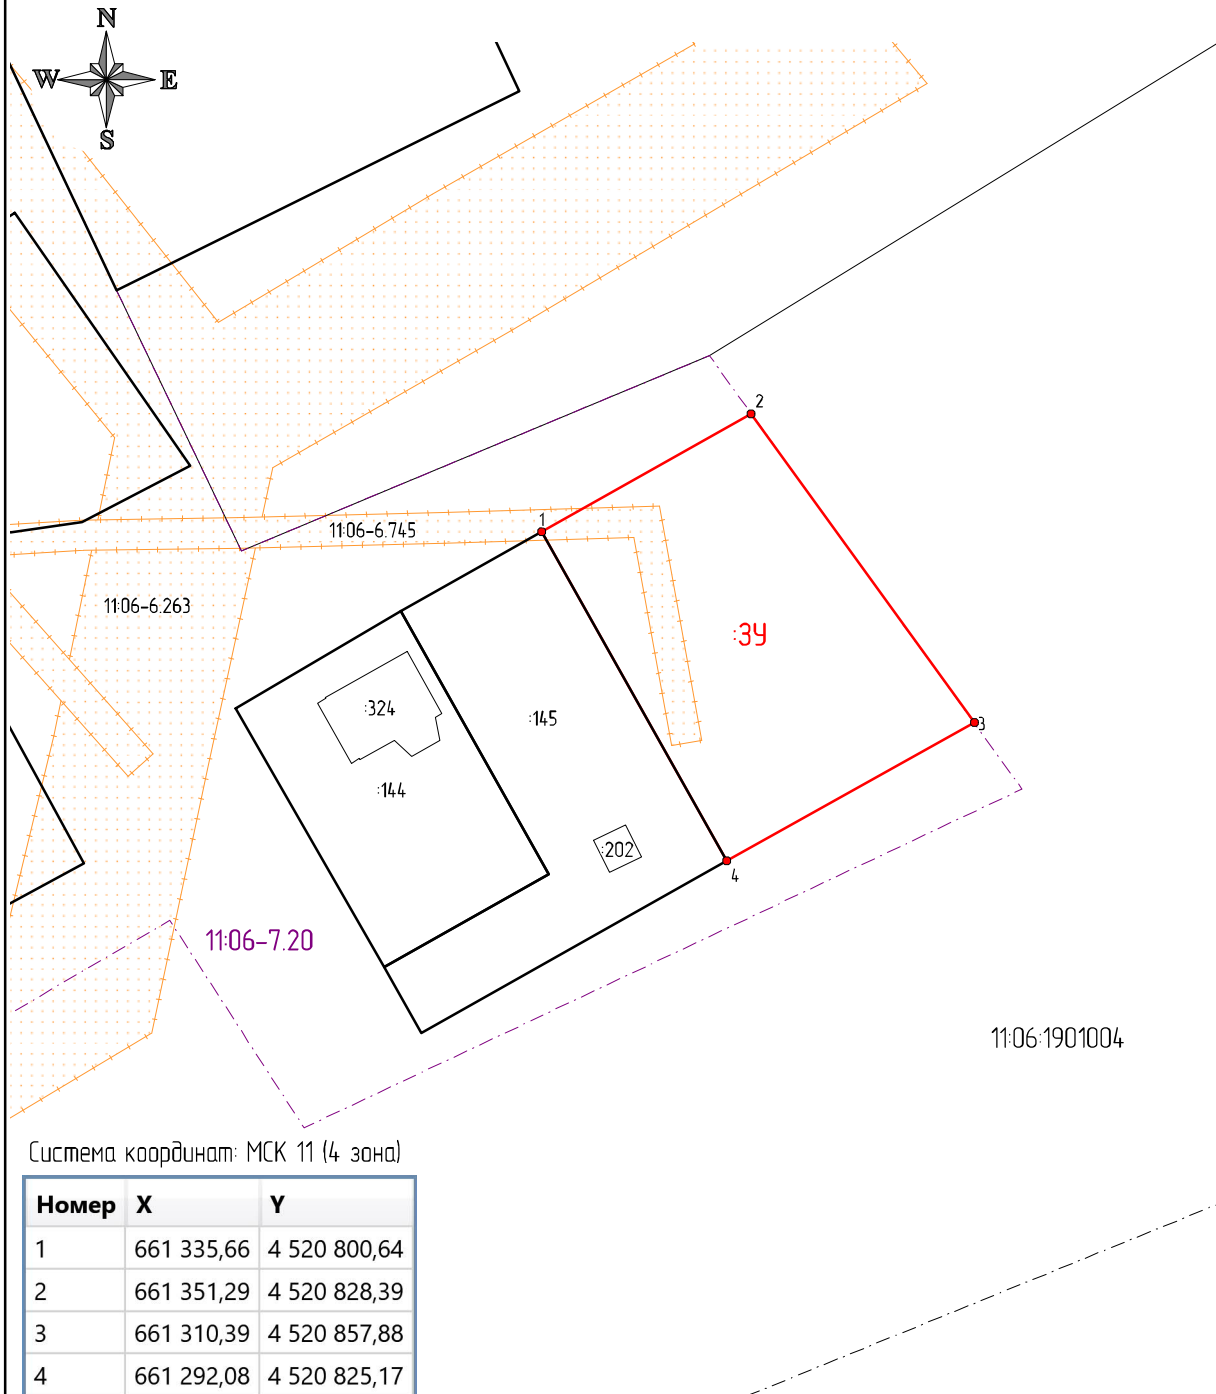 N
W E
S
2
1
11:06-6.745
11:06-6.263
:ЗУ
:324
:145
3
:144
:202
4
11:06-7.20
11:06:1901004
Система координат: МСК 11 (4 зона)
Номер X Y
1 661 335,66 4 520 800,64
2 661 351,29 4 520 828,39
3 661 310,39 4 520 857,88
4 661 292,08 4 520 825,17